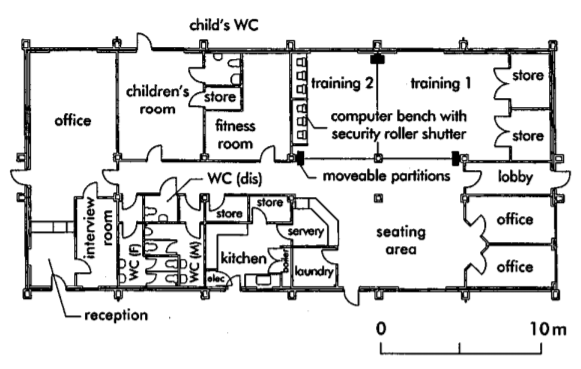 child's WC
children's
room
store
office
fitness
room
training 2
training 1
store
store
computer bench with
security roller shutter
moveable partitions
lobby
WC (dis)
interview
room
store
store
servery
seating
area
office
office
WC (F)
WC (M)
kitchen
boiler
laundry
elec
reception
0
10 m